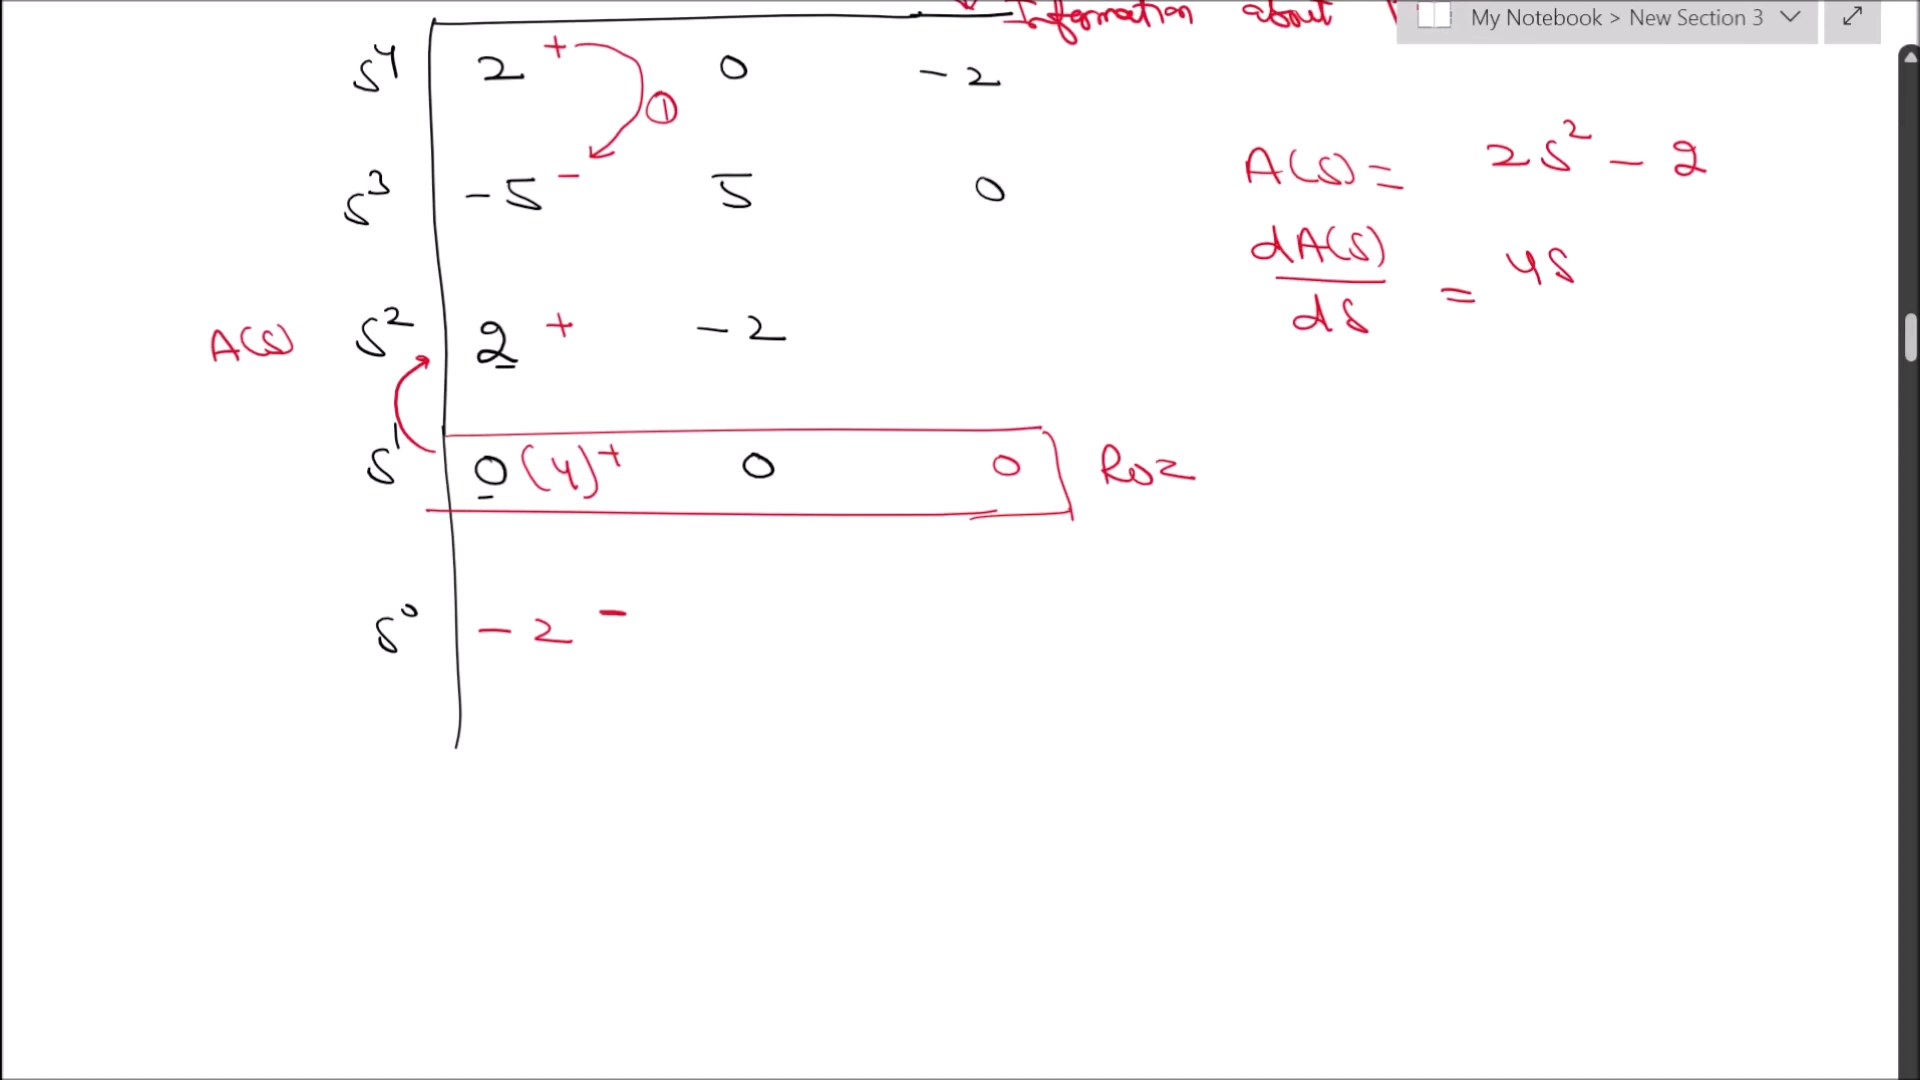 Information about
My Notebook > New Section 3
s⁴ 2 + 0 -2
①
A(s) = 2s² - 2
s³ -5 - 5 0
dA(s)/ds = 4s
A(s) s² 2 + -2
s¹ 0 (4) + 0 0 ROZ
s⁰ -2 -